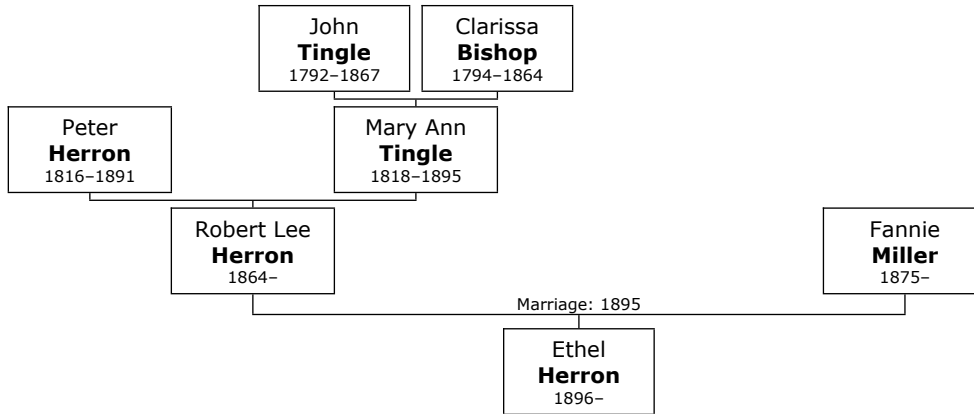 John
Tingle
1792–1867
Clarissa
Bishop
1794–1864
Peter
Herron
1816–1891
Mary Ann
Tingle
1818–1895
Robert Lee
Herron
1864–
Fannie
Miller
1875–
Marriage: 1895
Ethel
Herron
1896–